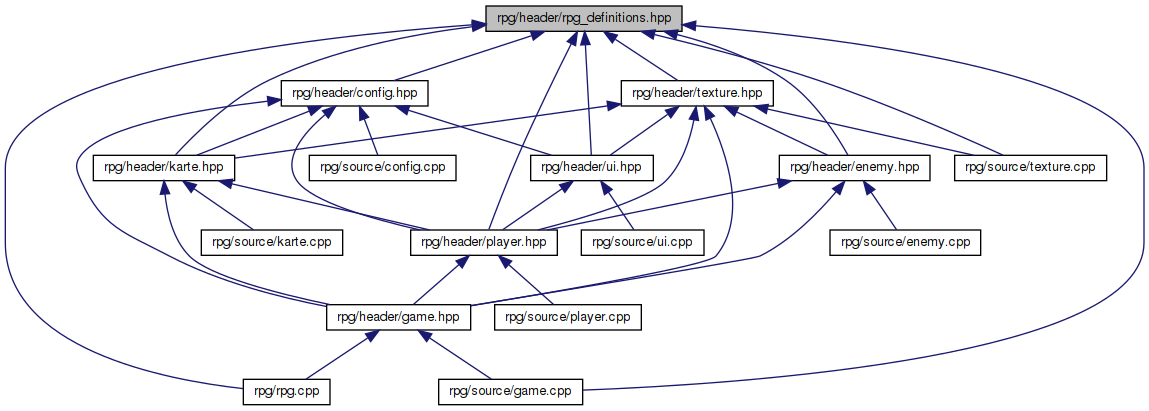 rpg/header/rpg_definitions.hpp
rpg/header/config.hpp
rpg/header/texture.hpp
rpg/header/karte.hpp
rpg/source/config.cpp
rpg/header/ui.hpp
rpg/header/enemy.hpp
rpg/source/texture.cpp
rpg/source/karte.cpp
rpg/header/player.hpp
rpg/source/ui.cpp
rpg/source/enemy.cpp
rpg/header/game.hpp
rpg/source/player.cpp
rpg/rpg.cpp
rpg/source/game.cpp